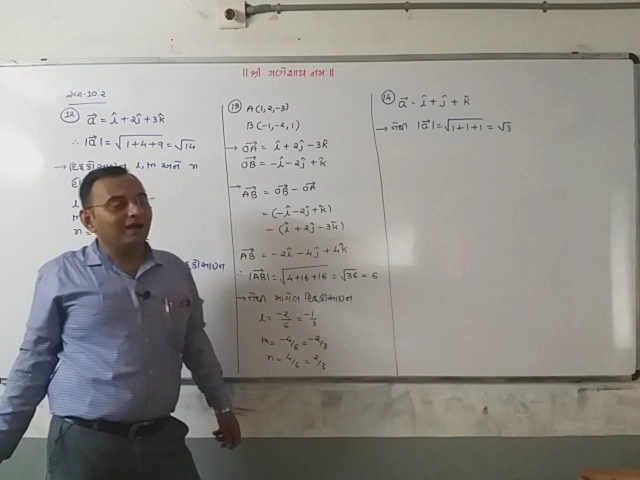 ॥ શ્રી ગણેશાય નમઃ ॥
સ્વા-10.2
(12) a⃗ = î + 2ĵ + 3k̂
∴ |a⃗| = √1+4+9 = √14
→ દિક્કોસાઇન l, m અને n
l
m
n =
(13) A(1, 2, -3)
B(-1, -2, 1)
→ OA⃗ = î + 2ĵ - 3k̂
OB⃗ = -î - 2ĵ + k̂
→ AB⃗ = OB⃗ - OA⃗
= (-î - 2ĵ + k̂)
- (î + 2ĵ - 3k̂)
AB⃗ = -2î - 4ĵ + 4k̂
∴ |AB⃗| = √4+16+16 = √36 = 6
→ તેથી માંગેલ દિક્કોસાઇન
l = -2/6 = -1/3
m = -4/6 = -2/3
n = 4/6 = 2/3
(14) a⃗ = î + ĵ + k̂
→ તેથી |a⃗| = √1+1+1 = √3